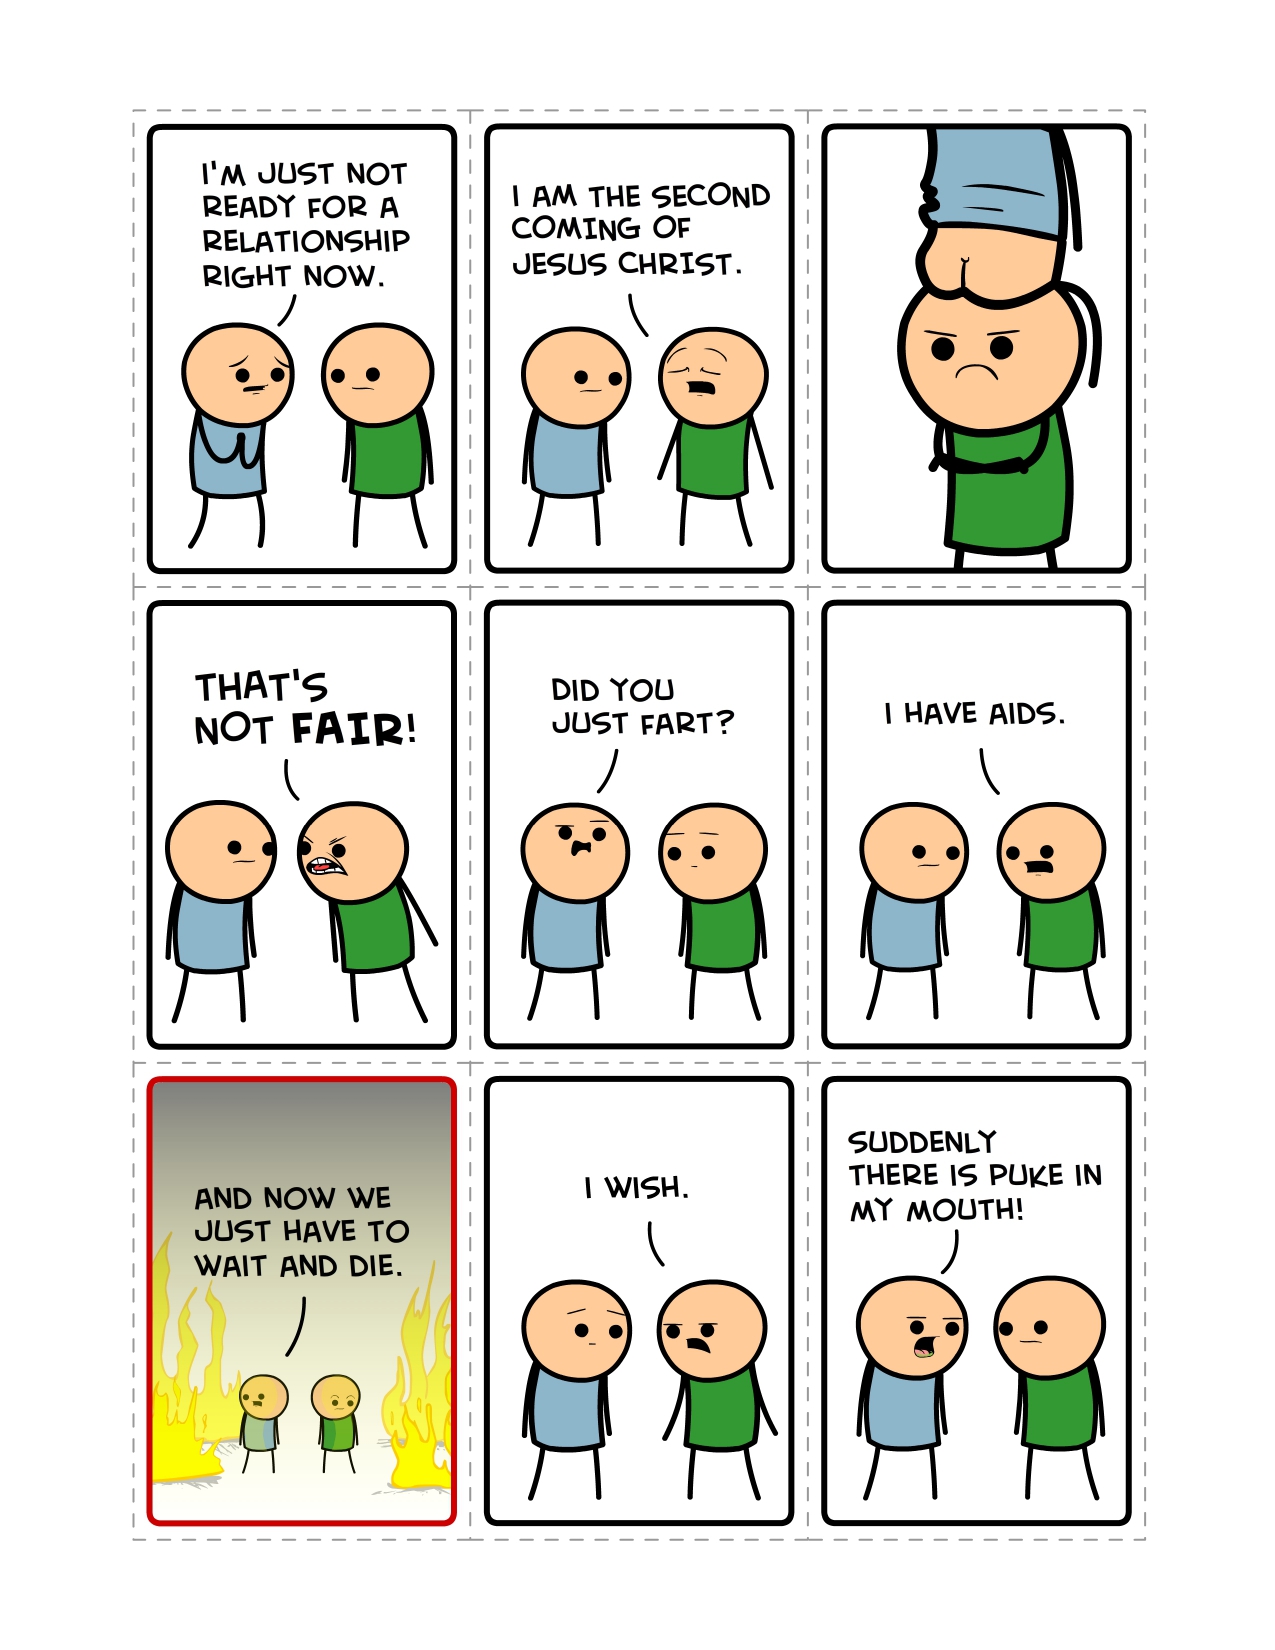 I'M JUST NOT
READY FOR A
RELATIONSHIP
RIGHT NOW.
I AM THE SECOND
COMING OF
JESUS CHRIST.
THAT'S
NOT FAIR!
DID YOU
JUST FART?
I HAVE AIDS.
AND NOW WE
JUST HAVE TO
WAIT AND DIE.
I WISH.
SUDDENLY
THERE IS PUKE IN
MY MOUTH!